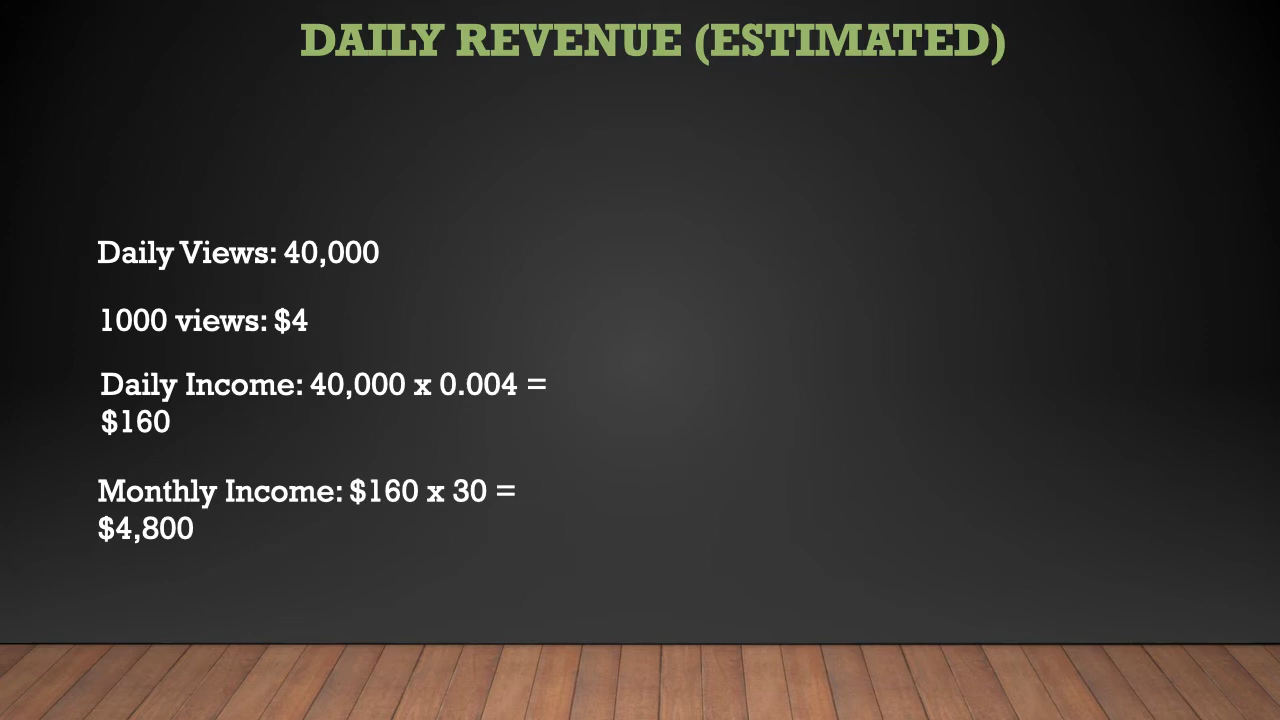 DAILY REVENUE (ESTIMATED)
Daily Views: 40,000
1000 views: $4
Daily Income: 40,000 x 0.004 =
$160
Monthly Income: $160 x 30 =
$4,800